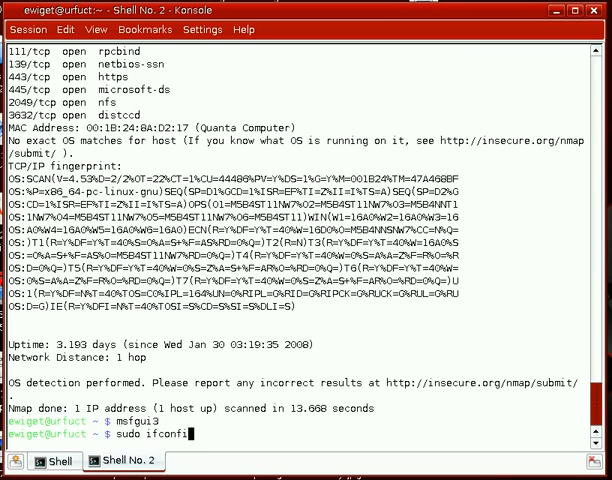 ewiget@urfuct:~ - Shell No. 2 - Konsole
Session Edit View Bookmarks Settings Help
111/tcp open rpcbind
139/tcp open netbios-ssn
443/tcp open https
445/tcp open microsoft-ds
2049/tcp open nfs
3632/tcp open distccd
MAC Address: 00:1B:24:8A:D2:17 (Quanta Computer)
No exact OS matches for host (If you know what OS is running on it, see http://insecure.org/nmap
/submit/ ).
TCP/IP fingerprint:
OS:SCAN(V=4.53%D=2/2%OT=22%CT=1%CU=44486%PV=Y%DS=1%G=Y%M=001B24%TM=47A468BF
OS:%P=x86_64-pc-linux-gnu)SEQ(SP=D1%GCD=1%ISR=EF%TI=Z%II=I%TS=A)SEQ(SP=D2%G
OS:CD=1%ISR=EF%TI=Z%II=I%TS=A)OPS(O1=M5B4ST11NW7%O2=M5B4ST11NW7%O3=M5B4NNT1
OS:1NW7%O4=M5B4ST11NW7%O5=M5B4ST11NW7%O6=M5B4ST11)WIN(W1=16A0%W2=16A0%W3=16
OS:A0%W4=16A0%W5=16A0%W6=16A0)ECN(R=Y%DF=Y%T=40%W=16D0%O=M5B4NNSNW7%CC=N%Q=
OS:)T1(R=Y%DF=Y%T=40%S=O%A=S+%F=AS%RD=0%Q=)T2(R=N)T3(R=Y%DF=Y%T=40%W=16A0%S
OS:=O%A=S+%F=AS%O=M5B4ST11NW7%RD=0%Q=)T4(R=Y%DF=Y%T=40%W=0%S=A%A=Z%F=R%O=%R
OS:D=0%Q=)T5(R=Y%DF=Y%T=40%W=0%S=Z%A=S+%F=AR%O=%RD=0%Q=)T6(R=Y%DF=Y%T=40%W=
OS:0%S=A%A=Z%F=R%O=%RD=0%Q=)T7(R=Y%DF=Y%T=40%W=0%S=Z%A=S+%F=AR%O=%RD=0%Q=)U
OS:1(R=Y%DF=N%T=40%TOS=C0%IPL=164%UN=0%RIPL=G%RID=G%RIPCK=G%RUCK=G%RUL=G%RU
OS:D=G)IE(R=Y%DFI=N%T=40%TOSI=S%CD=S%SI=S%DLI=S)
Uptime: 3.193 days (since Wed Jan 30 03:19:35 2008)
Network Distance: 1 hop
OS detection performed. Please report any incorrect results at http://insecure.org/nmap/submit/
.
Nmap done: 1 IP address (1 host up) scanned in 13.668 seconds
ewiget@urfuct ~ $ msfgui3
ewiget@urfuct ~ $ sudo ifconfi
Shell Shell No. 2